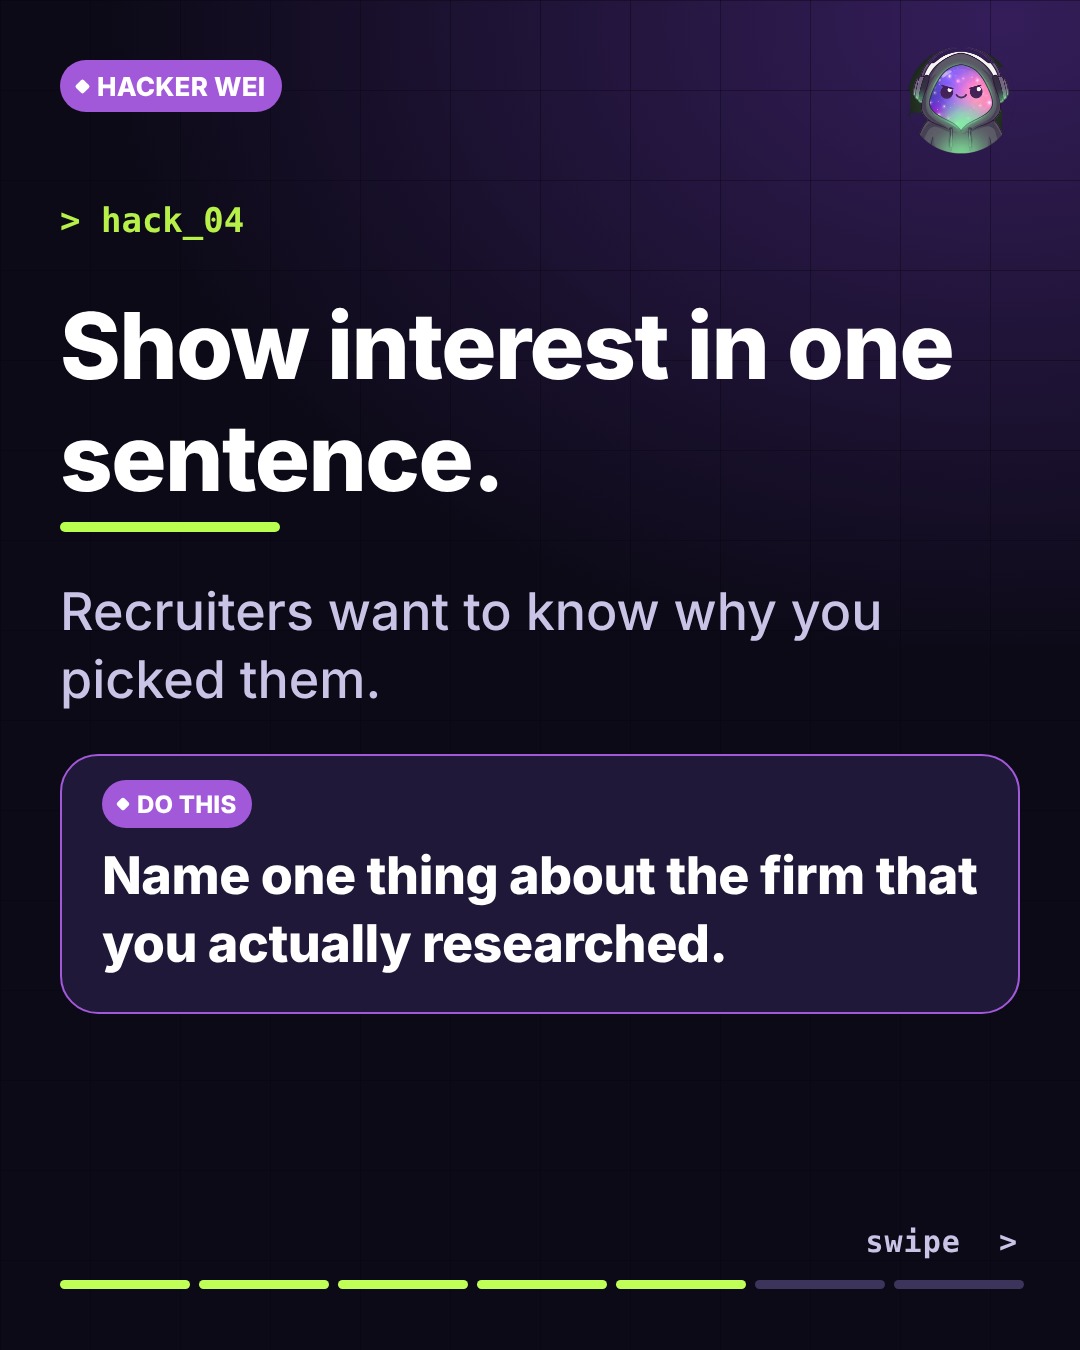 HACKER WEI
> hack_04
Show interest in one
sentence.
Recruiters want to know why you
picked them.
DO THIS
Name one thing about the firm that
you actually researched.
swipe >